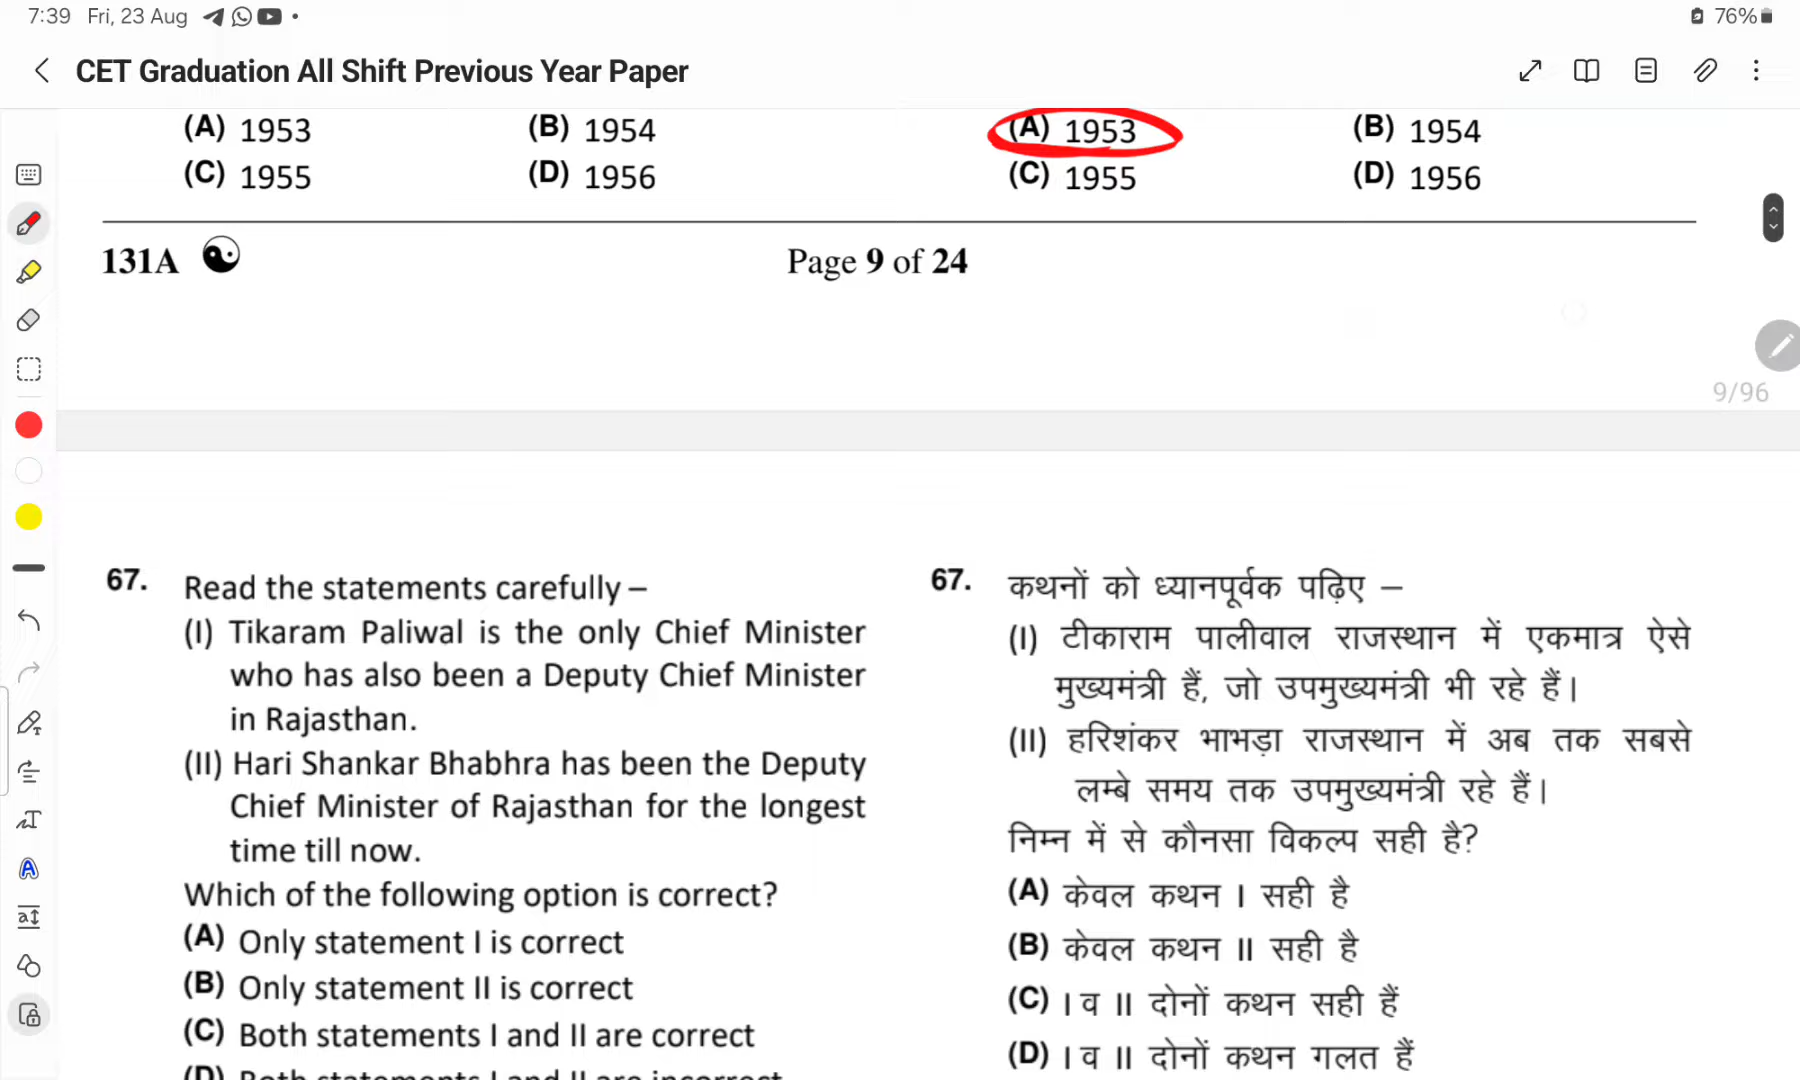 7:39 Fri, 23 Aug
76%
CET Graduation All Shift Previous Year Paper
(A) 1953 (B) 1954
(C) 1955 (D) 1956
(A) 1953 (B) 1954
(C) 1955 (D) 1956
131A Page 9 of 24
9/96
67. Read the statements carefully –
(I) Tikaram Paliwal is the only Chief Minister
who has also been a Deputy Chief Minister
in Rajasthan.
(II) Hari Shankar Bhabhra has been the Deputy
Chief Minister of Rajasthan for the longest
time till now.
Which of the following option is correct?
(A) Only statement I is correct
(B) Only statement II is correct
(C) Both statements I and II are correct
(D) Both statements I and II are incorrect
67. कथनों को ध्यानपूर्वक पढ़िए –
(I) टीकाराम पालीवाल राजस्थान में एकमात्र ऐसे
मुख्यमंत्री हैं, जो उपमुख्यमंत्री भी रहे हैं।
(II) हरिशंकर भाभड़ा राजस्थान में अब तक सबसे
लम्बे समय तक उपमुख्यमंत्री रहे हैं।
निम्न में से कौनसा विकल्प सही है?
(A) केवल कथन I सही है
(B) केवल कथन II सही है
(C) I व II दोनों कथन सही हैं
(D) I व II दोनों कथन गलत हैं